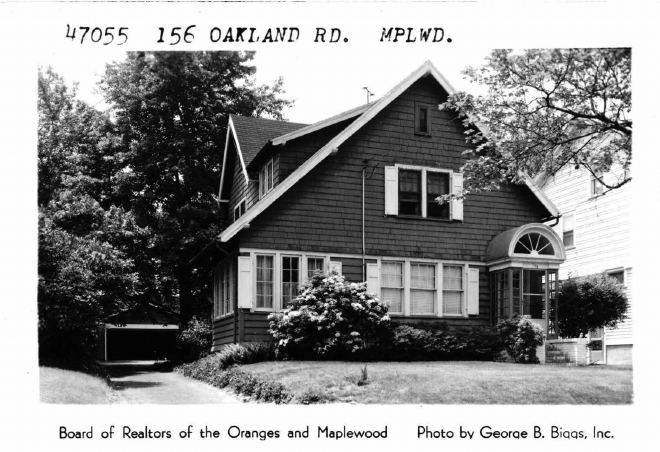 47055 156 OAKLAND RD. MPLWD.
Board of Realtors of the Oranges and Maplewood Photo by George B. Biggs, Inc.